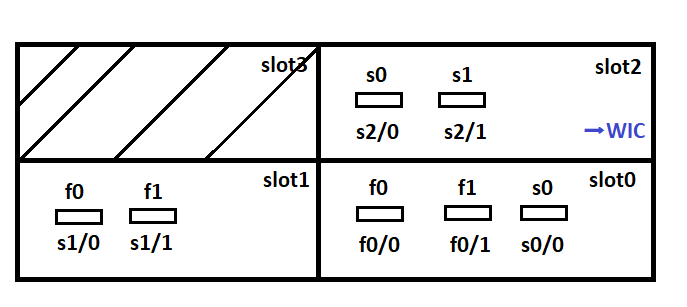 slot3
s0 s1 slot2
s2/0 s2/1 → WIC
f0 f1 slot1
s1/0 s1/1
f0 f1 s0 slot0
f0/0 f0/1 s0/0